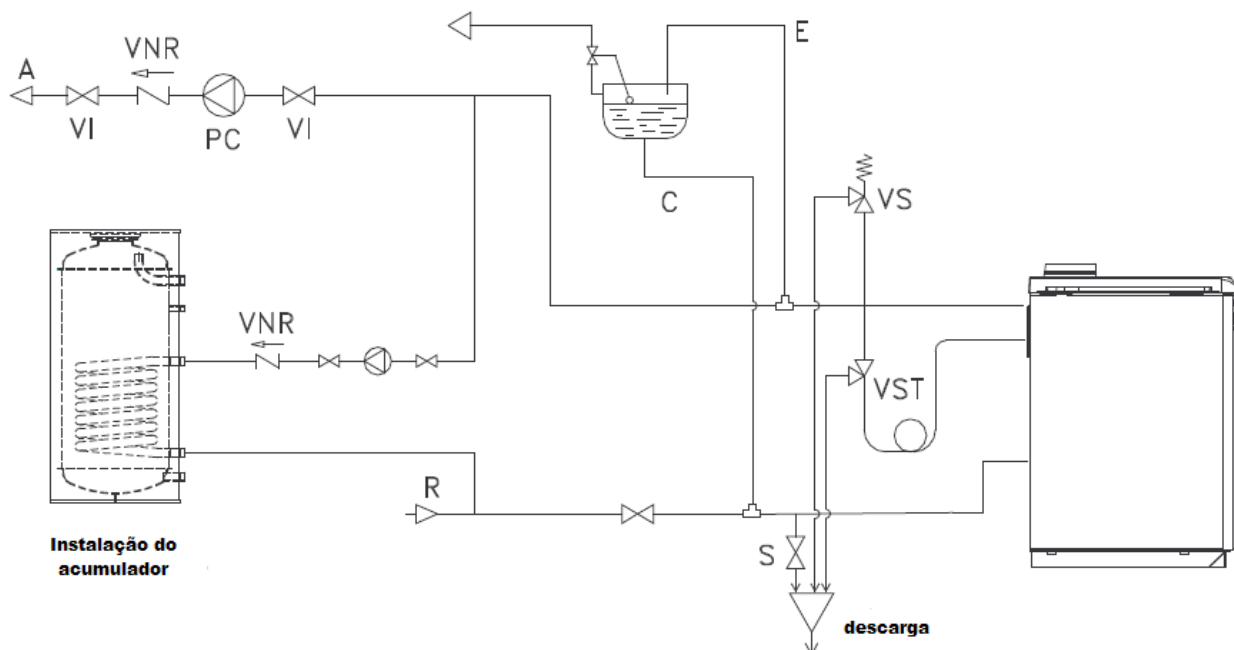 E
VNR
A
VI
PC
VI
C
VS
VNR
VST
R
S
Instalação do
acumulador
descarga